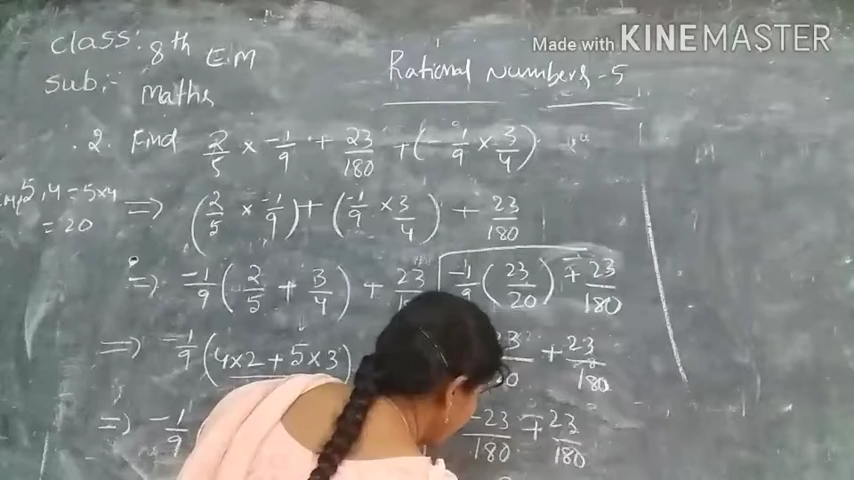 Made with KINEMASTER
Class: 8th EM
Sub:- Maths
Rational Numbers-5
2. Find 2/5 × -1/9 + 23/180 + (-1/9 × 3/4)
5, 4 = 5×4
= 20
=> (2/5 × -1/9) + (-1/9 × 3/4) + 23/180
=> -1/9 (2/5 + 3/4) + 23/
=> -1/9 (4×2 + 5×3)
=> -1/9
-1/9 (23/20) + 23/180
+ 23/180
-23/180 + 23/180